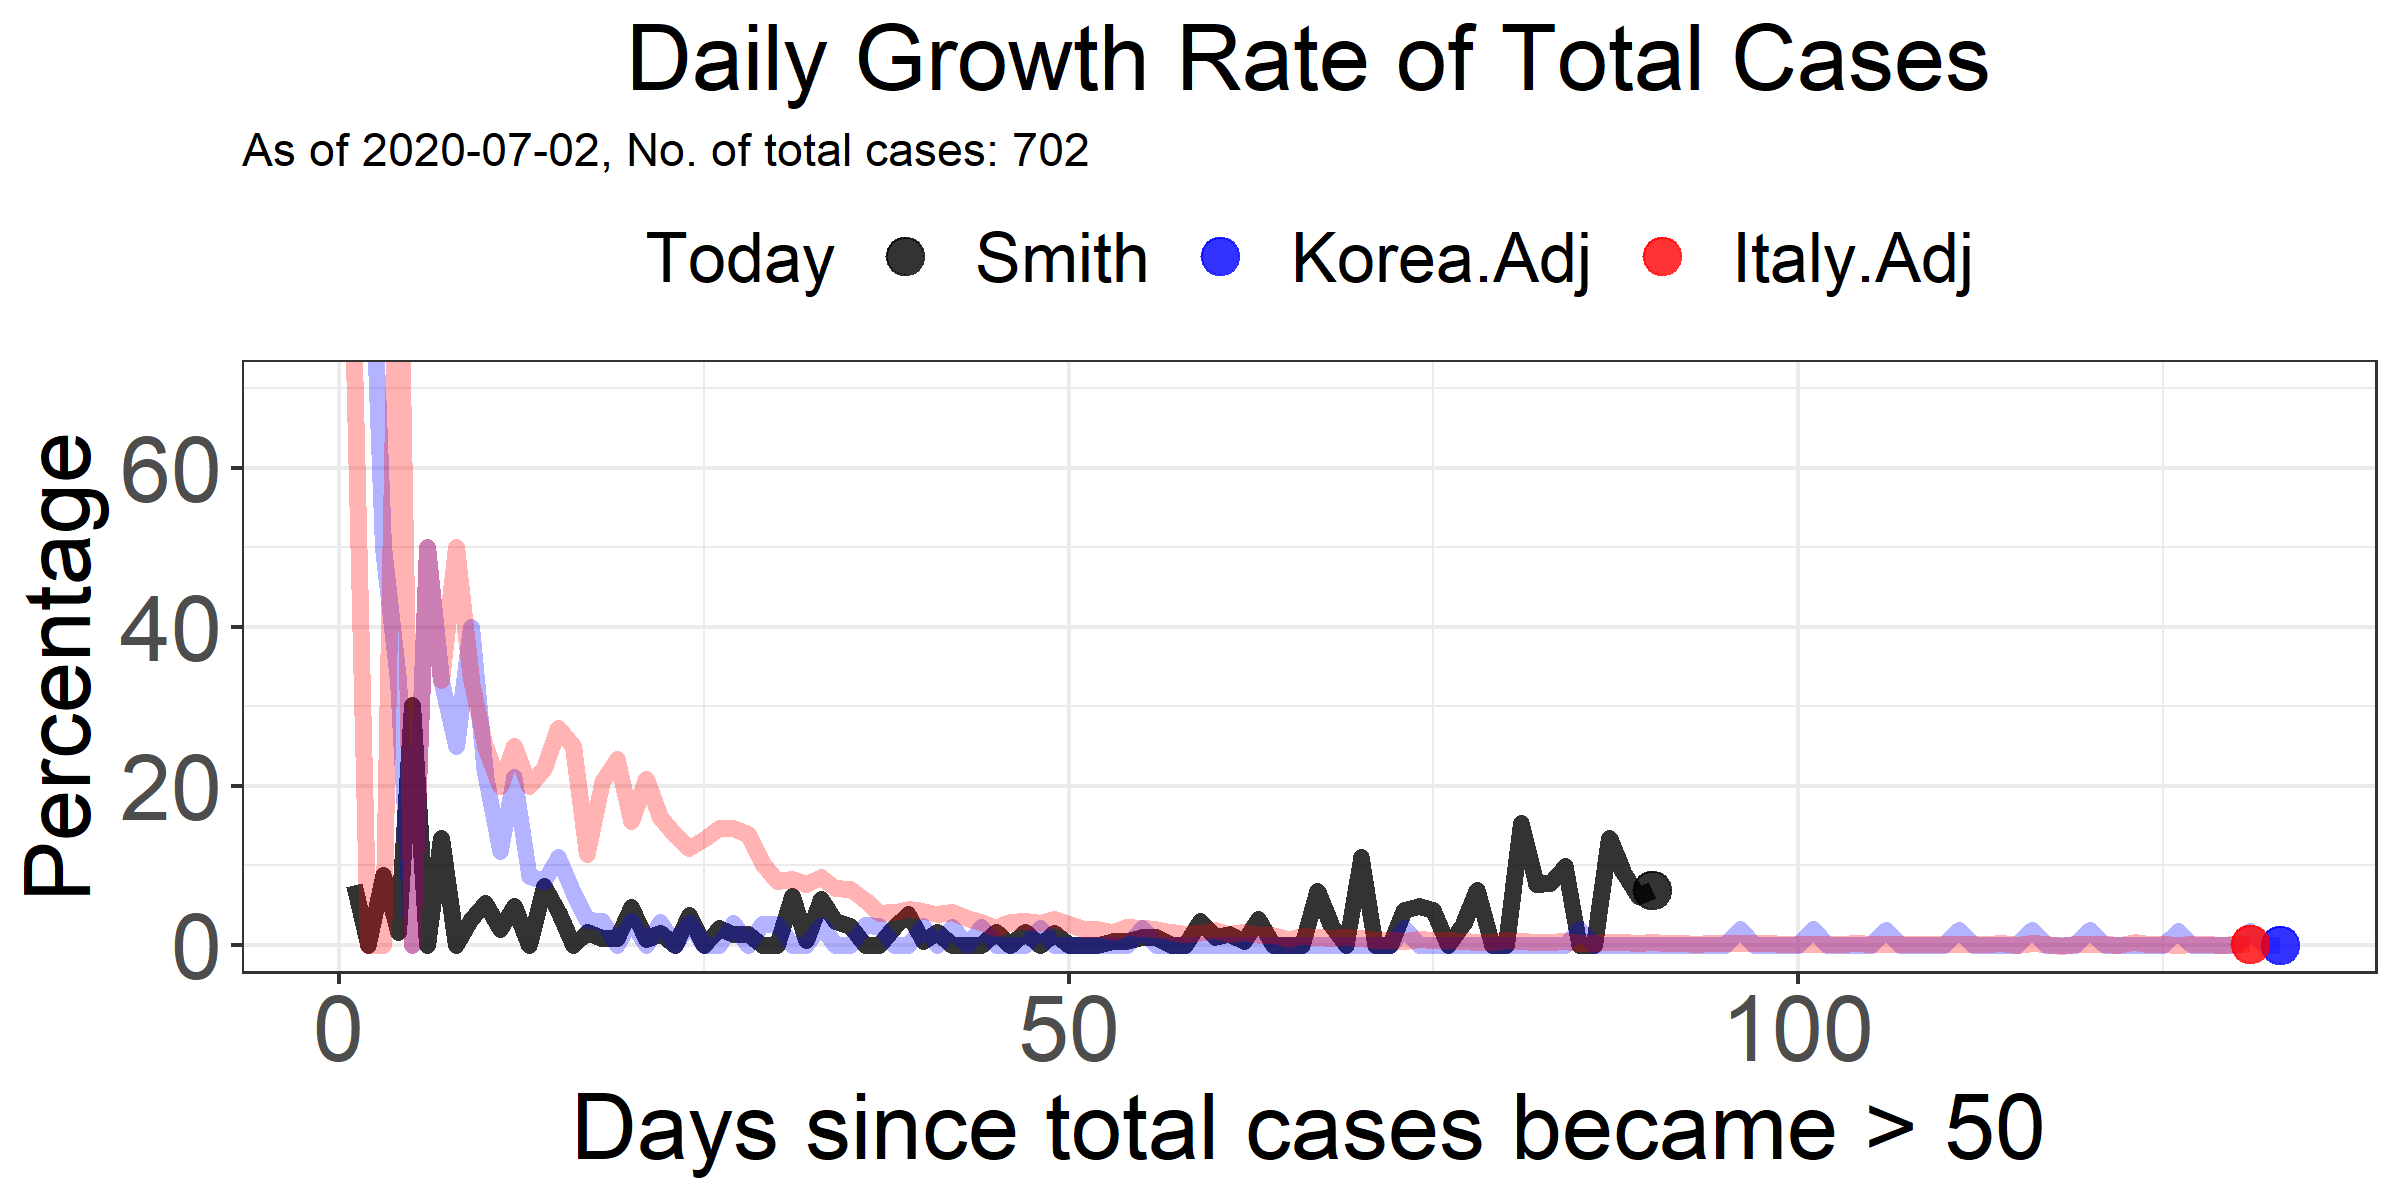 Daily Growth Rate of Total Cases
As of 2020-07-02, No. of total cases: 702
Today Smith Korea.Adj Italy.Adj
Percentage
60
40
20
0
0 50 100
Days since total cases became > 50